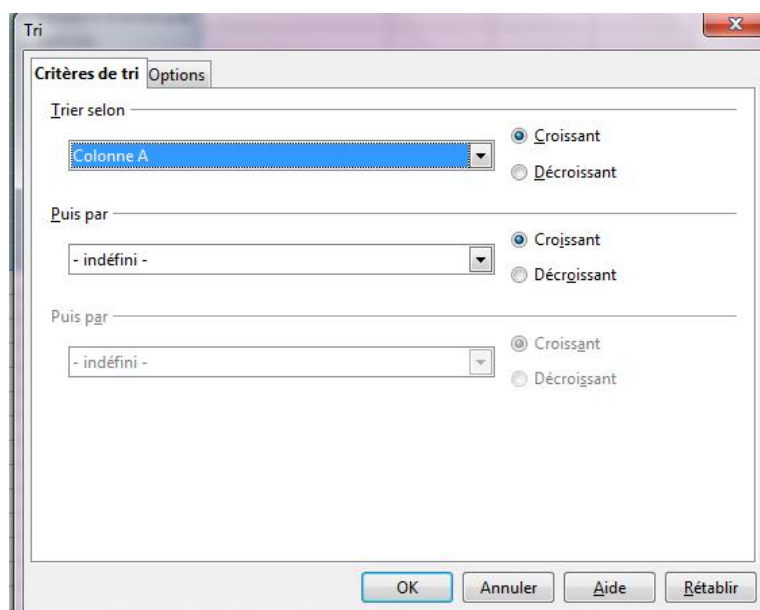 Tri
Critères de tri Options
Trier selon
Colonne A
Croissant
Décroissant
Puis par
- indéfini -
Croissant
Décroissant
Puis par
- indéfini -
Croissant
Décroissant
OK Annuler Aide Rétablir